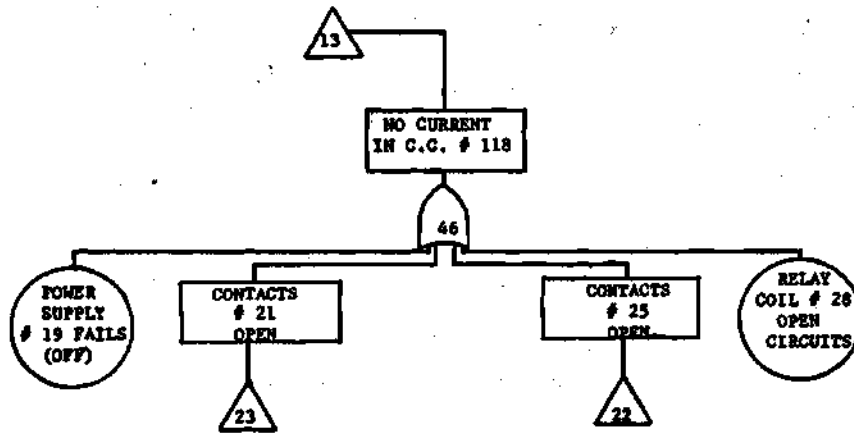 13
NO CURRENT
IN C.C. # 118
46
POWER
SUPPLY
# 19 FAILS
(OFF)
CONTACTS
# 21
OPEN
CONTACTS
# 25
OPEN
RELAY
COIL # 28
OPEN
CIRCUITS
23
22